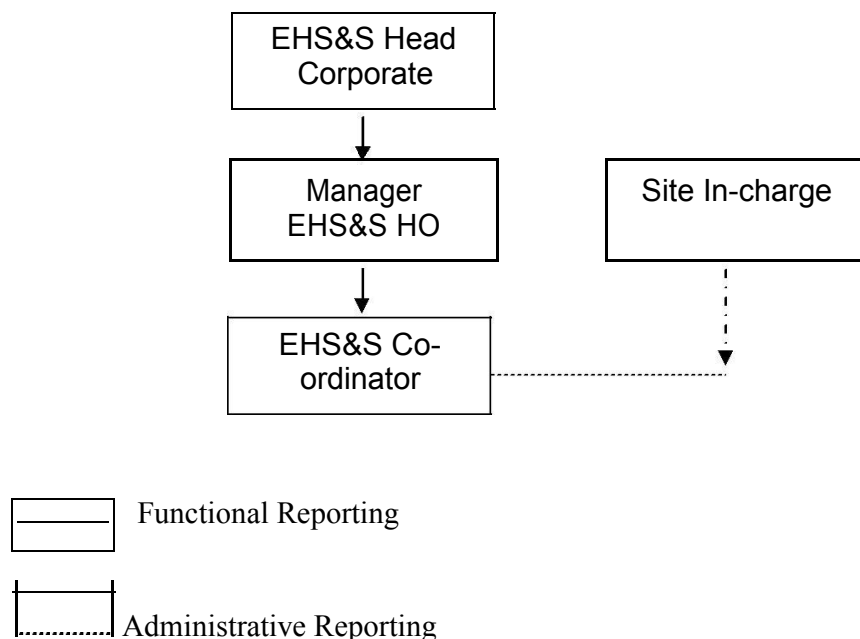 EHS&S Head
Corporate
Manager
EHS&S HO
Site In-charge
EHS&S Co-
ordinator
Functional Reporting
Administrative Reporting